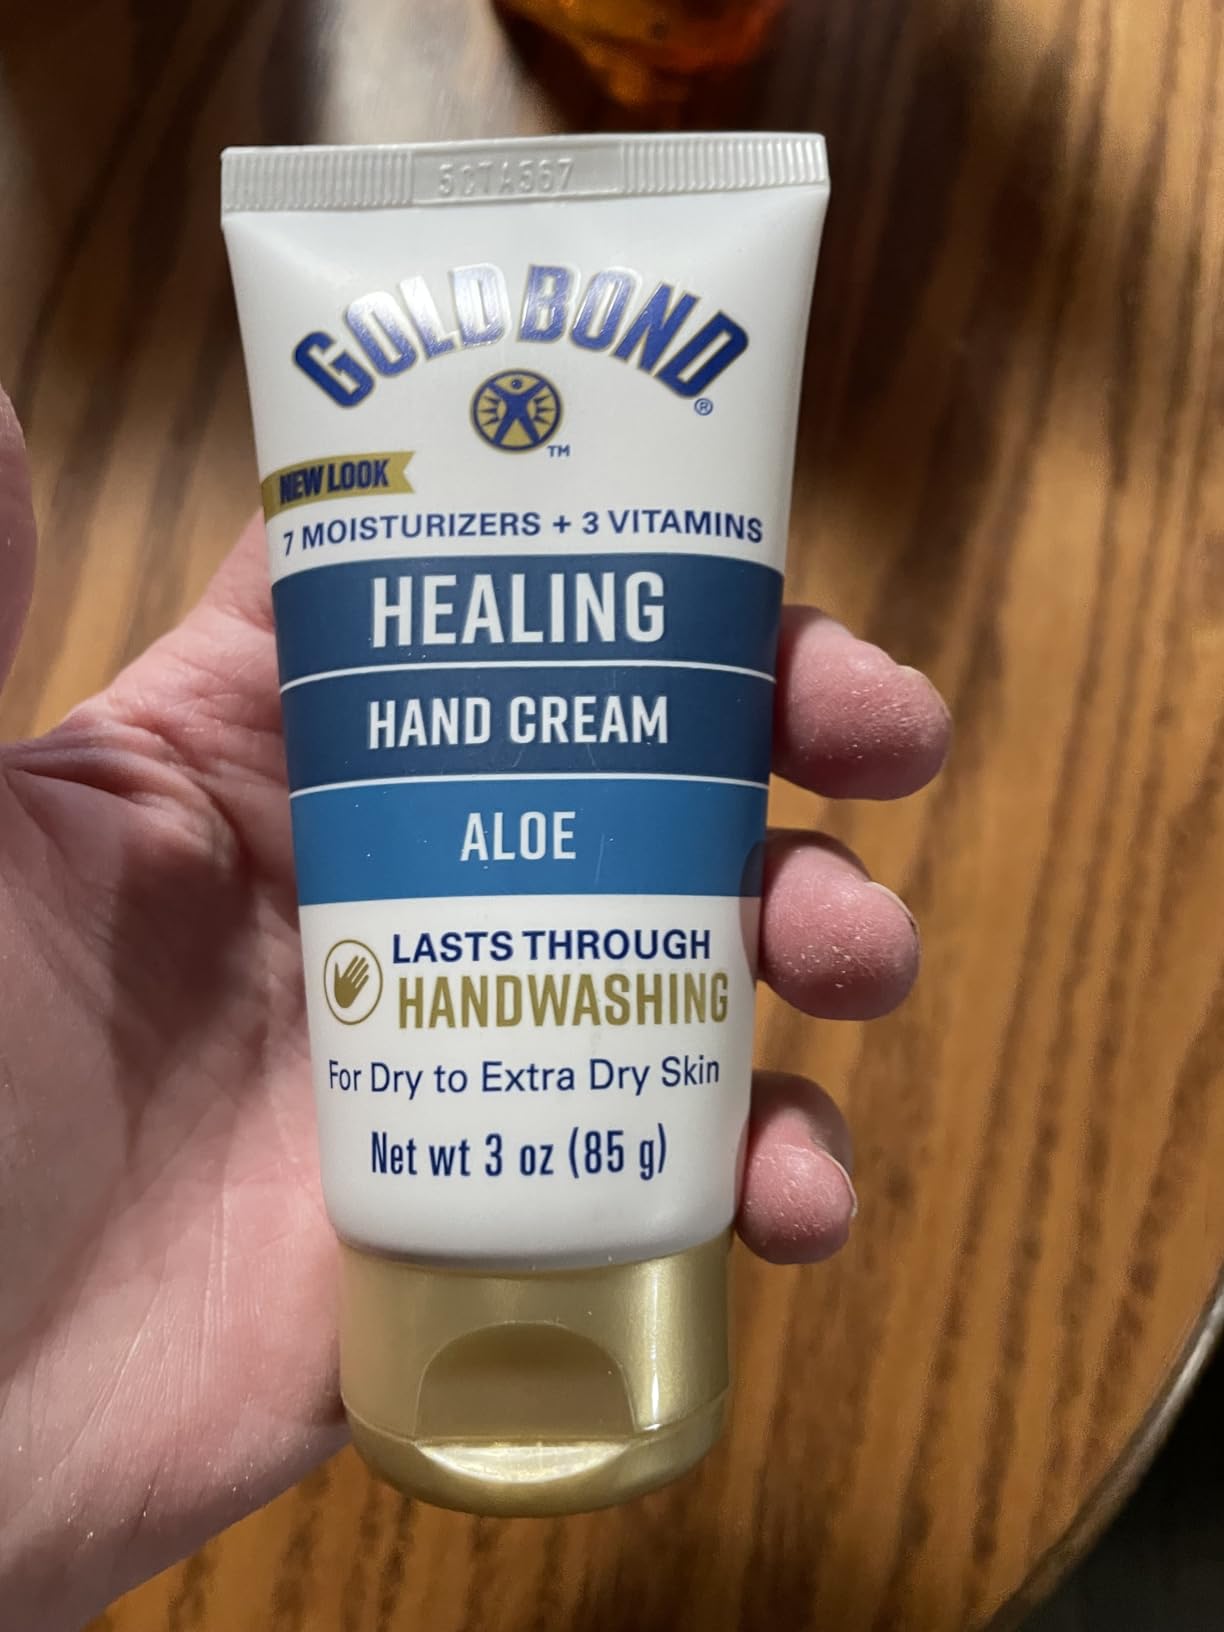 GOLD BOND®
TM
NEW LOOK
7 MOISTURIZERS + 3 VITAMINS
HEALING
HAND CREAM
ALOE
LASTS THROUGH
HANDWASHING
For Dry to Extra Dry Skin
Net wt 3 oz (85 g)